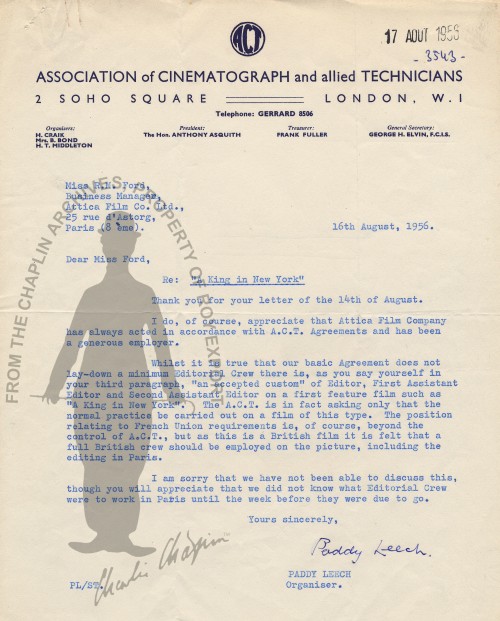 ACT
17 AOUT 1956
- 3543 -
ASSOCIATION of CINEMATOGRAPH and allied TECHNICIANS
2 SOHO SQUARE LONDON, W.1
Telephone: GERRARD 8506
Organisers:
H. CRAIK
Mrs. B. BOND
H. T. MIDDLETON
President:
The Hon. ANTHONY ASQUITH
Treasurer:
FRANK FULLER
General Secretary:
GEORGE H. ELVIN, F.C.I.S.
Miss R.N. Ford,
Business Manager,
Attica Film Co. Ltd.,
25 rue d'Astorg,
Paris (8 eme).
16th August, 1956.
Dear Miss Ford,
Re: "A King in New York"
Thank you for your letter of the 14th of August.
I do, of course, appreciate that Attica Film Company
has always acted in accordance with A.C.T. Agreements and has been
a generous employer.
Whilst it is true that our basic Agreement does not
lay-down a minimum Editorial Crew there is, as you say yourself in
your third paragraph, "an accepted custom" of Editor, First Assistant
Editor and Second Assistant Editor on a first feature film such as
"A King in New York". The A.C.T. is in fact asking only that the
normal practice be carried out on a film of this type. The position
relating to French Union requirements is, of course, beyond the
control of A.C.T., but as this is a British film it is felt that a
full British crew should be employed on the picture, including the
editing in Paris.
I am sorry that we have not been able to discuss this,
though you will appreciate that we did not know what Editorial Crew
were to work in Paris until the week before they were due to go.
Yours sincerely,
Paddy Leech.
PADDY LEECH
Organiser.
PL/ST.
Charlie Chaplin
FROM THE CHAPLIN ARCHIVES, PROPERTY OF ROY EXPORT